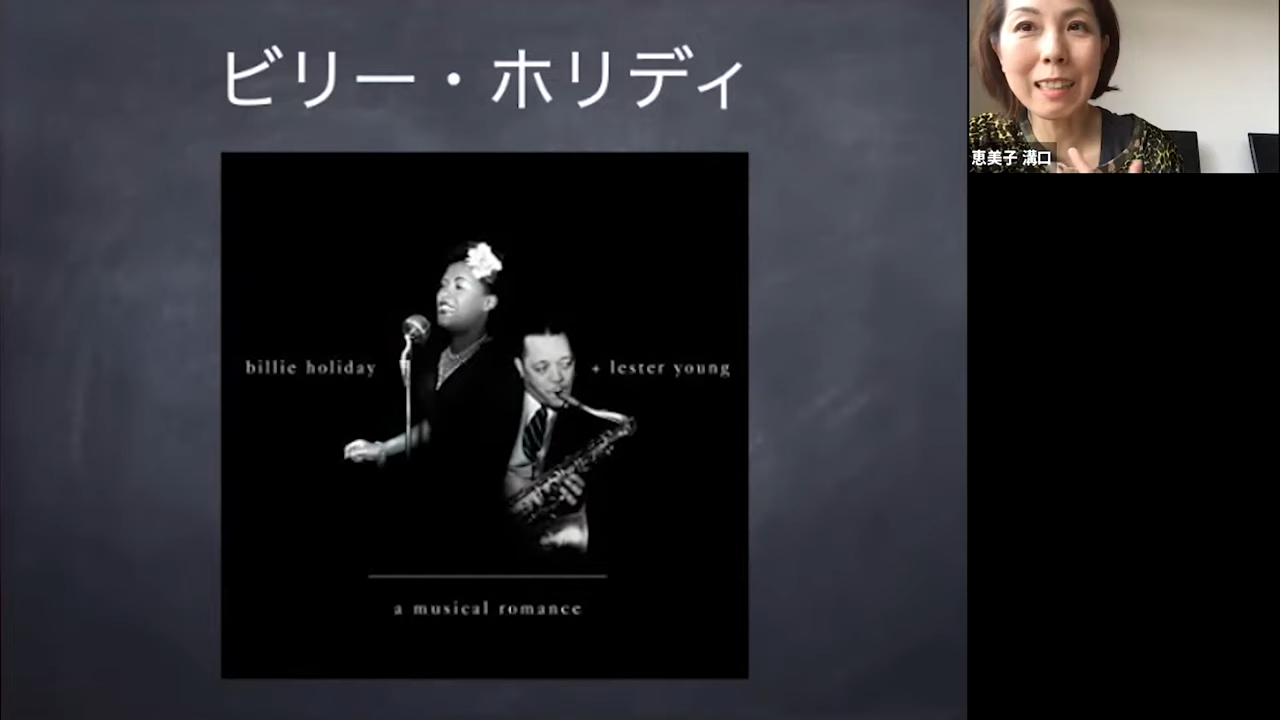 ビリー・ホリディ
billie holiday
+ lester young
a musical romance
恵美子 溝口